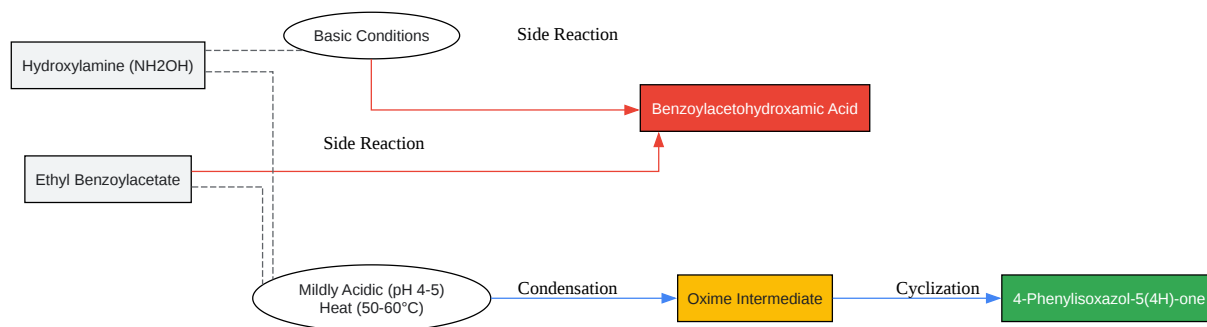 Basic Conditions
Side Reaction
Hydroxylamine (NH2OH)
Benzoylacetohydroxamic Acid
Side Reaction
Ethyl Benzoylacetate
Mildly Acidic (pH 4-5)
Heat (50-60°C)
Condensation
Oxime Intermediate
Cyclization
4-Phenylisoxazol-5(4H)-one